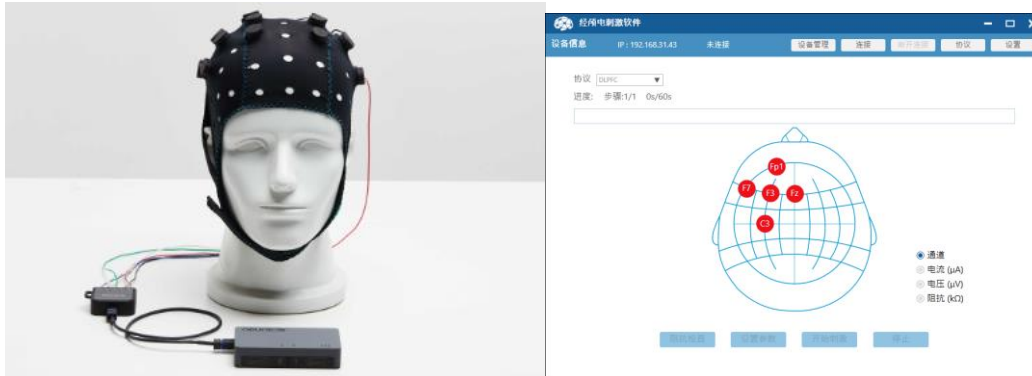 经颅电刺激软件
设备信息 IP : 192.168.31.43 未连接 设备管理 连接 断开连接 协议 设置
协议 DLPFC
进度: 步骤:1/1 0s/60s
Fp1
F7 F3 Fz
C3
通道
电流 (μA)
电压 (μV)
阻抗 (kΩ)
阻抗检查 设置参数 开始刺激 停止